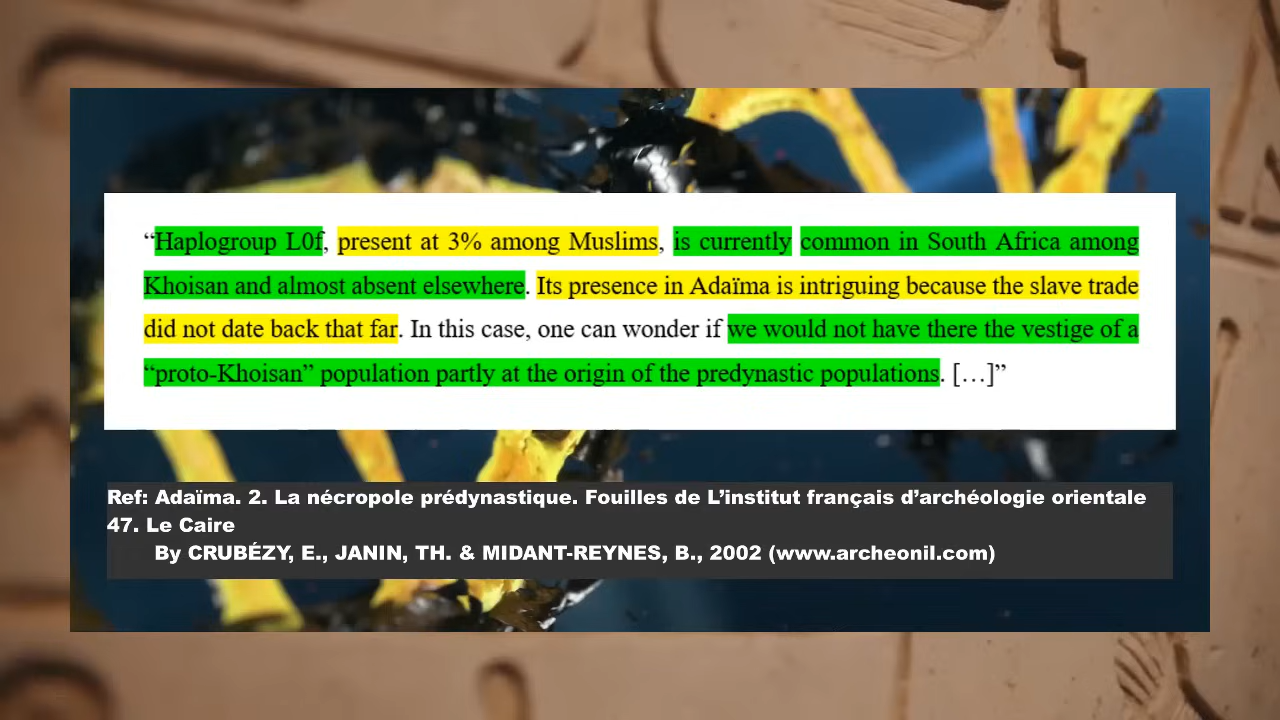 “Haplogroup L0f, present at 3% among Muslims, is currently common in South Africa among
Khoisan and almost absent elsewhere. Its presence in Adaïma is intriguing because the slave trade
did not date back that far. In this case, one can wonder if we would not have there the vestige of a
“proto-Khoisan” population partly at the origin of the predynastic populations. […]”
Ref: Adaïma. 2. La nécropole prédynastique. Fouilles de L’institut français d’archéologie orientale
47. Le Caire
By CRUBÉZY, E., JANIN, TH. & MIDANT-REYNES, B., 2002 (www.archeonil.com)